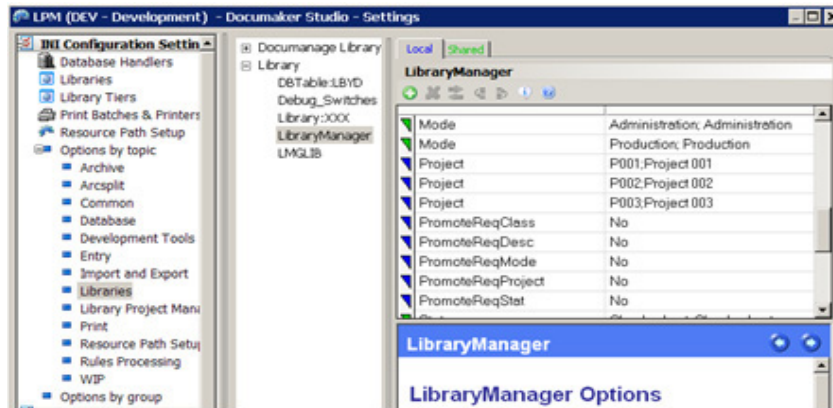 LPM (DEV - Development) - Documaker Studio - Settings
INI Configuration Settin
Database Handlers
Libraries
Library Tiers
Print Batches & Printers
Resource Path Setup
Options by topic
Archive
Arcsplit
Common
Database
Development Tools
Entry
Import and Export
Libraries
Library Project Mana
Print
Resource Path Setup
Rules Processing
WIP
Options by group
Documanage Library
Library
DBTable:LBYD
Debug_Switches
Library:XXX
LibraryManager
LMGLIB
Local Shared
LibraryManager
Mode Administration; Administration
Mode Production; Production
Project P001;Project 001
Project P002;Project 002
Project P003;Project 003
PromoteReqClass No
PromoteReqDesc No
PromoteReqMode No
PromoteReqProject No
PromoteReqStat No
LibraryManager
LibraryManager Options